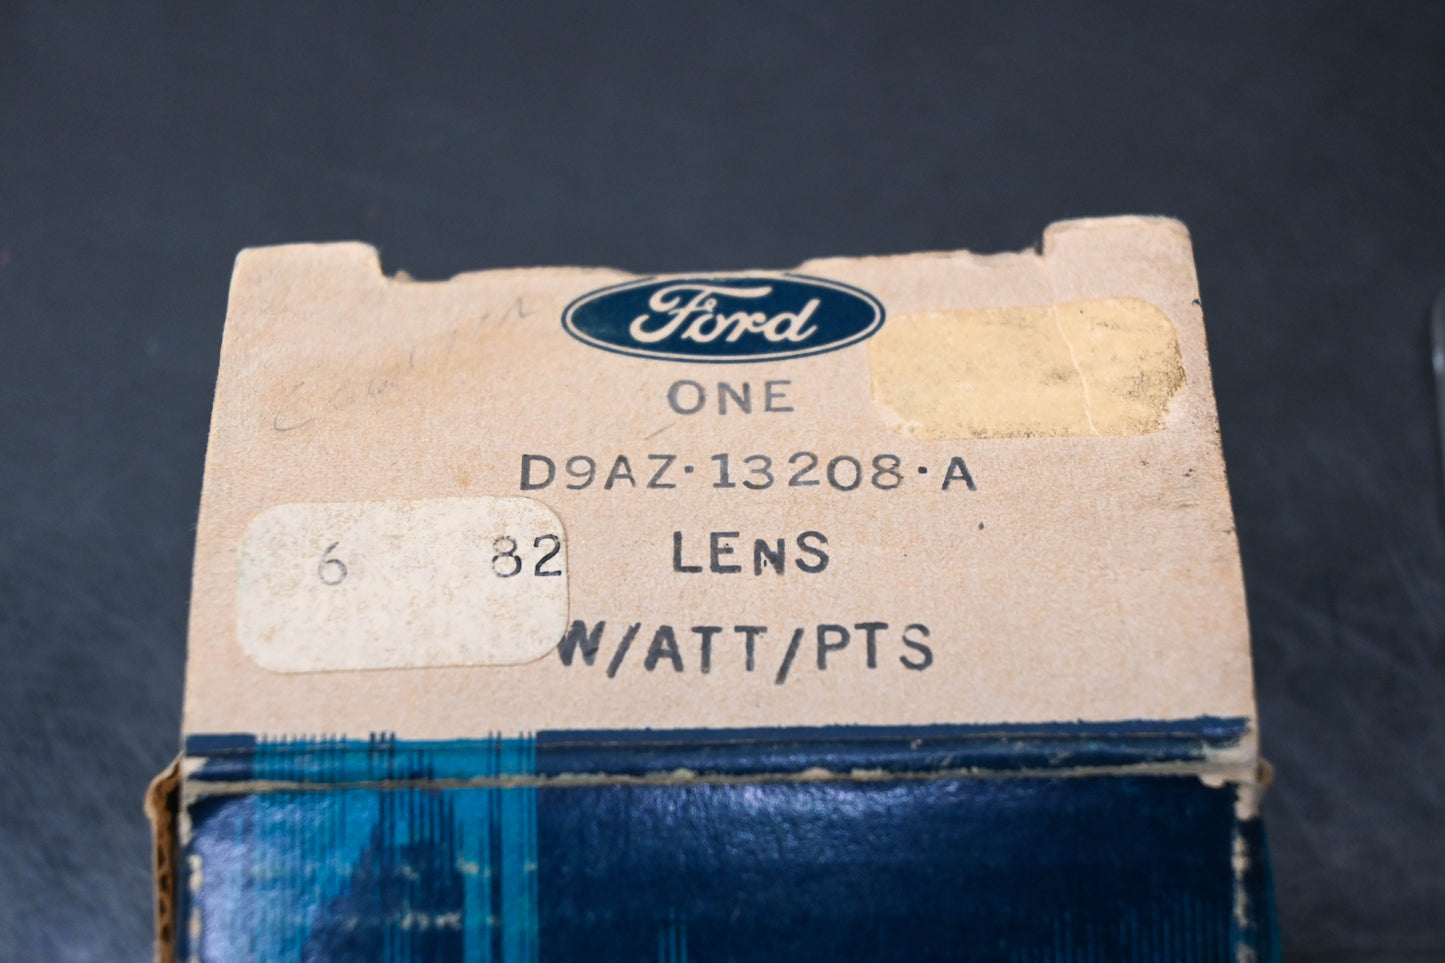 Ford
ONE
D9AZ·13208·A
6 82
LENS
W/ATT/PTS